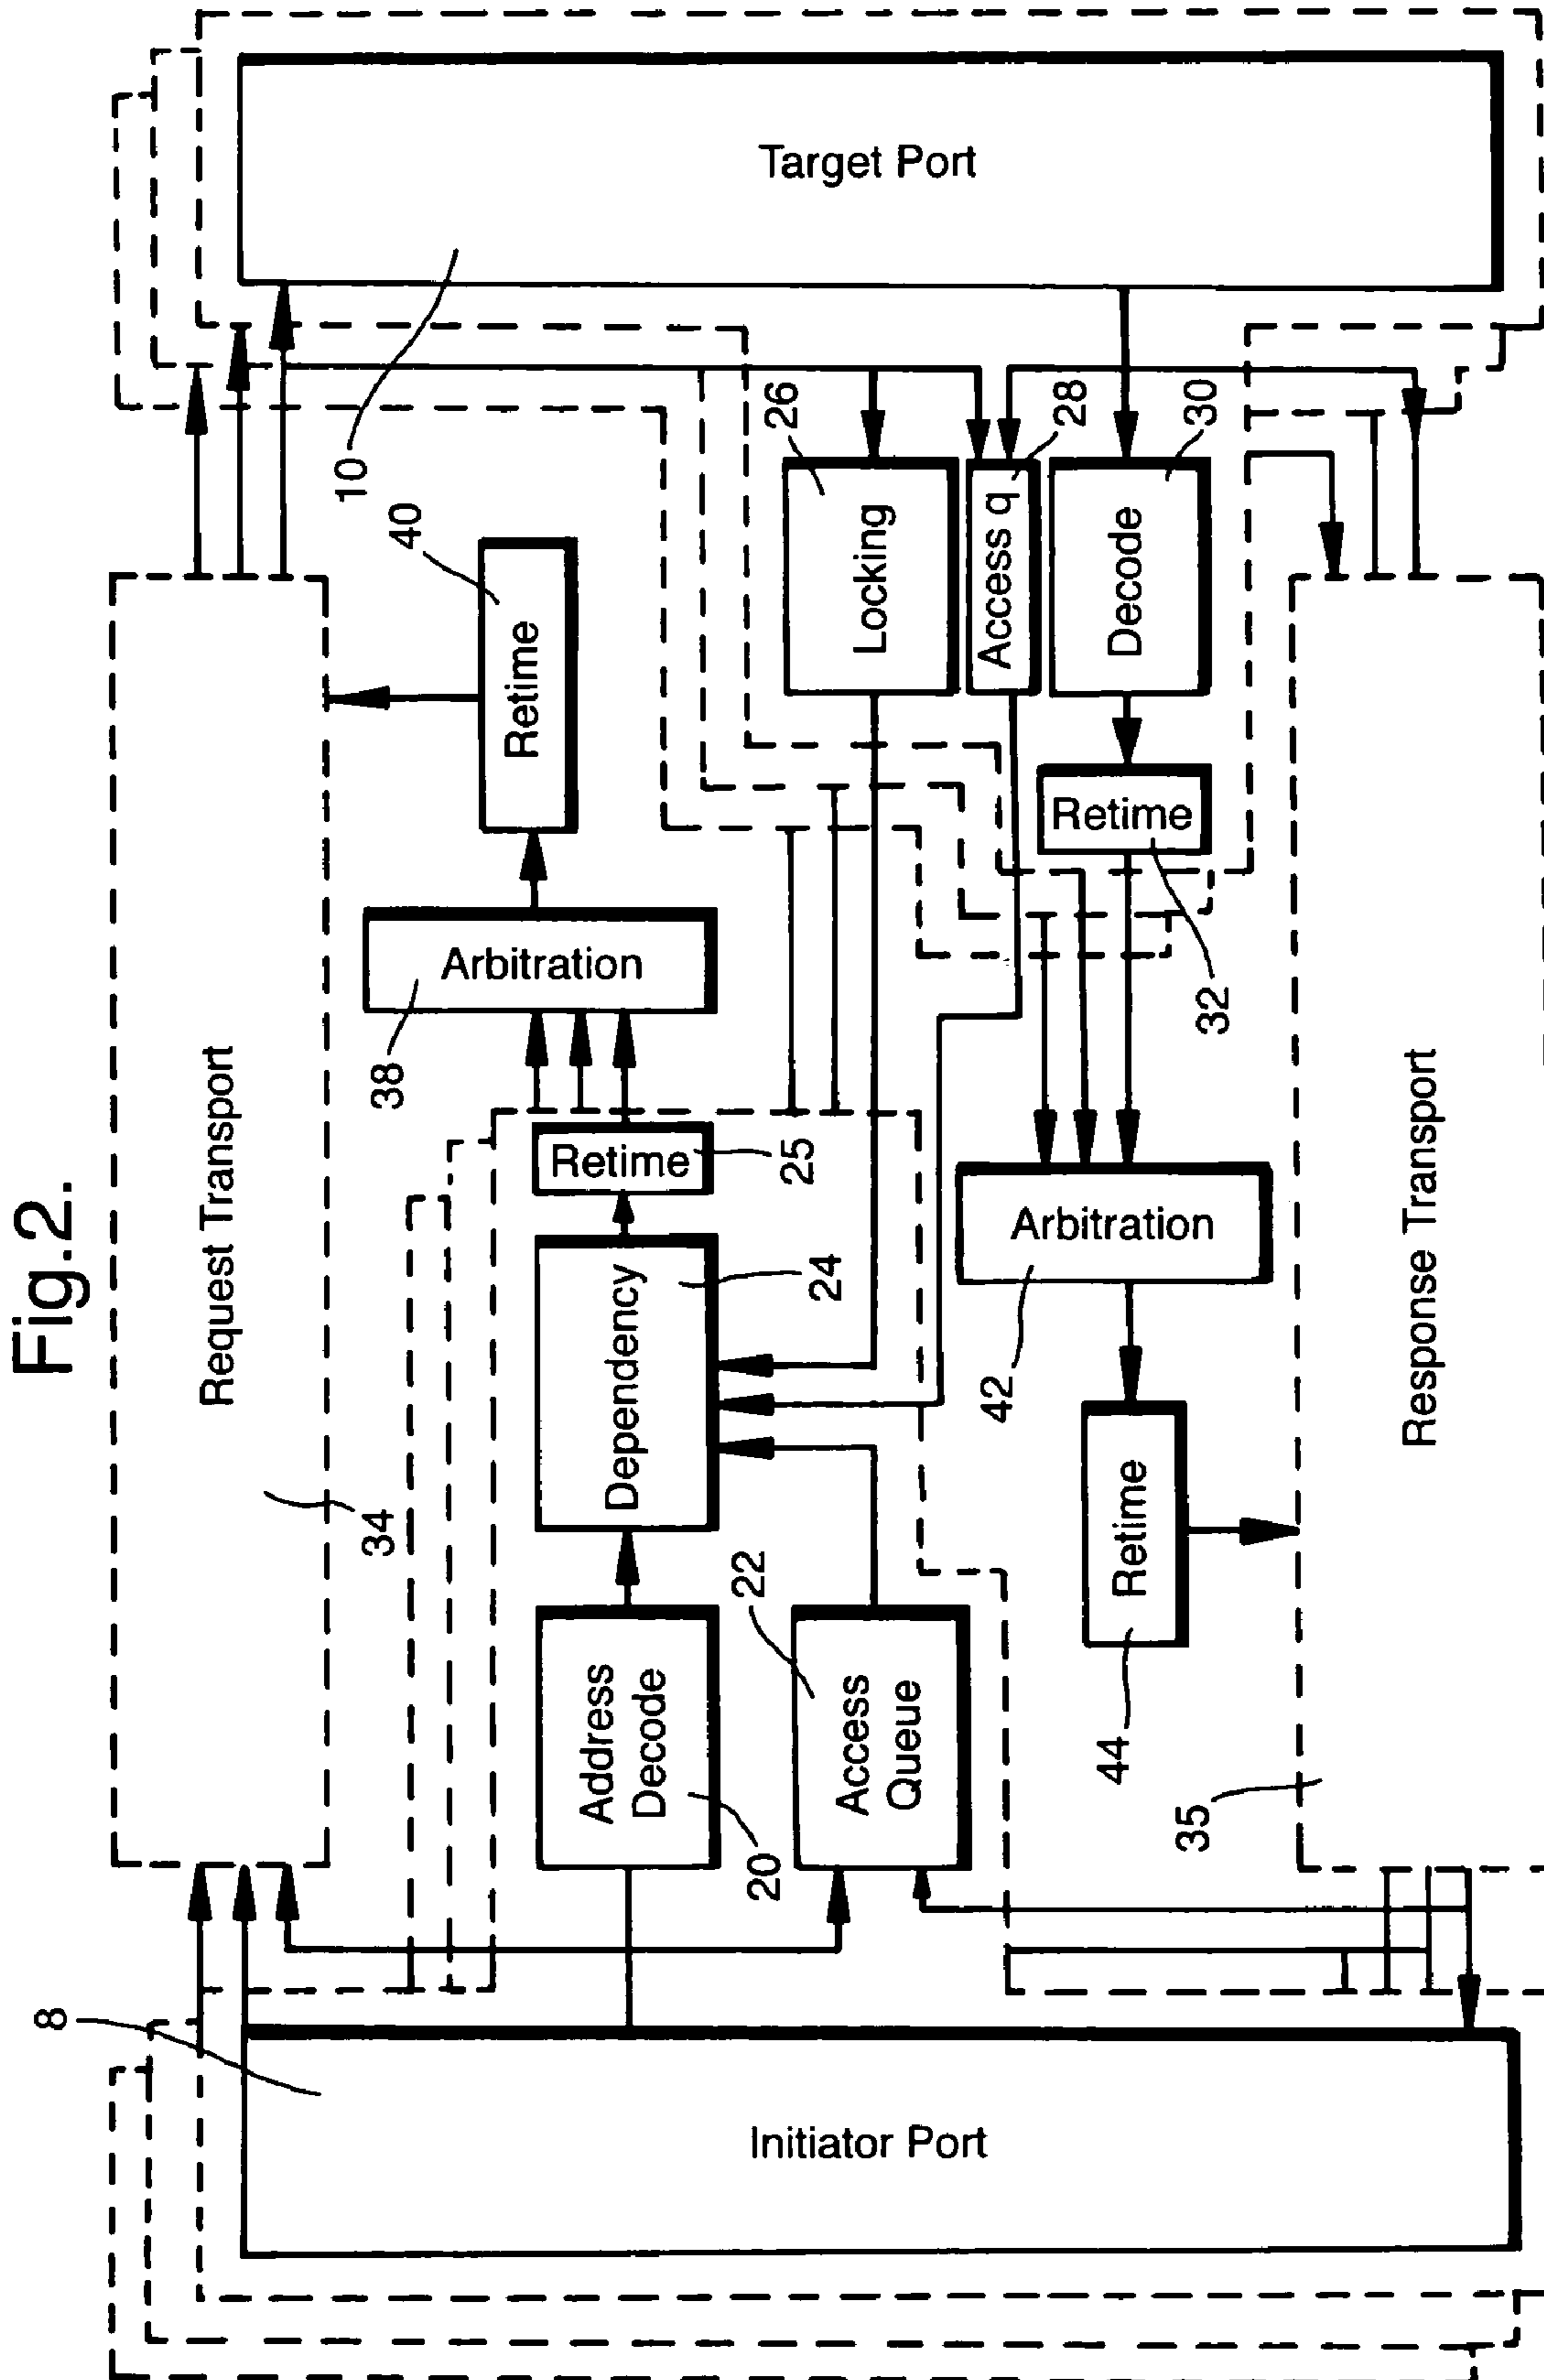 Fig.2.
Request Transport
34
8
Initiator Port
Address
Decode
20
Access
Queue
22
Dependency
24
Retime
25
Arbitration
38
Retime
40
10
Target Port
Locking
26
Access q
28
Decode
30
Retime
32
Arbitration
42
Retime
44
35
Response Transport